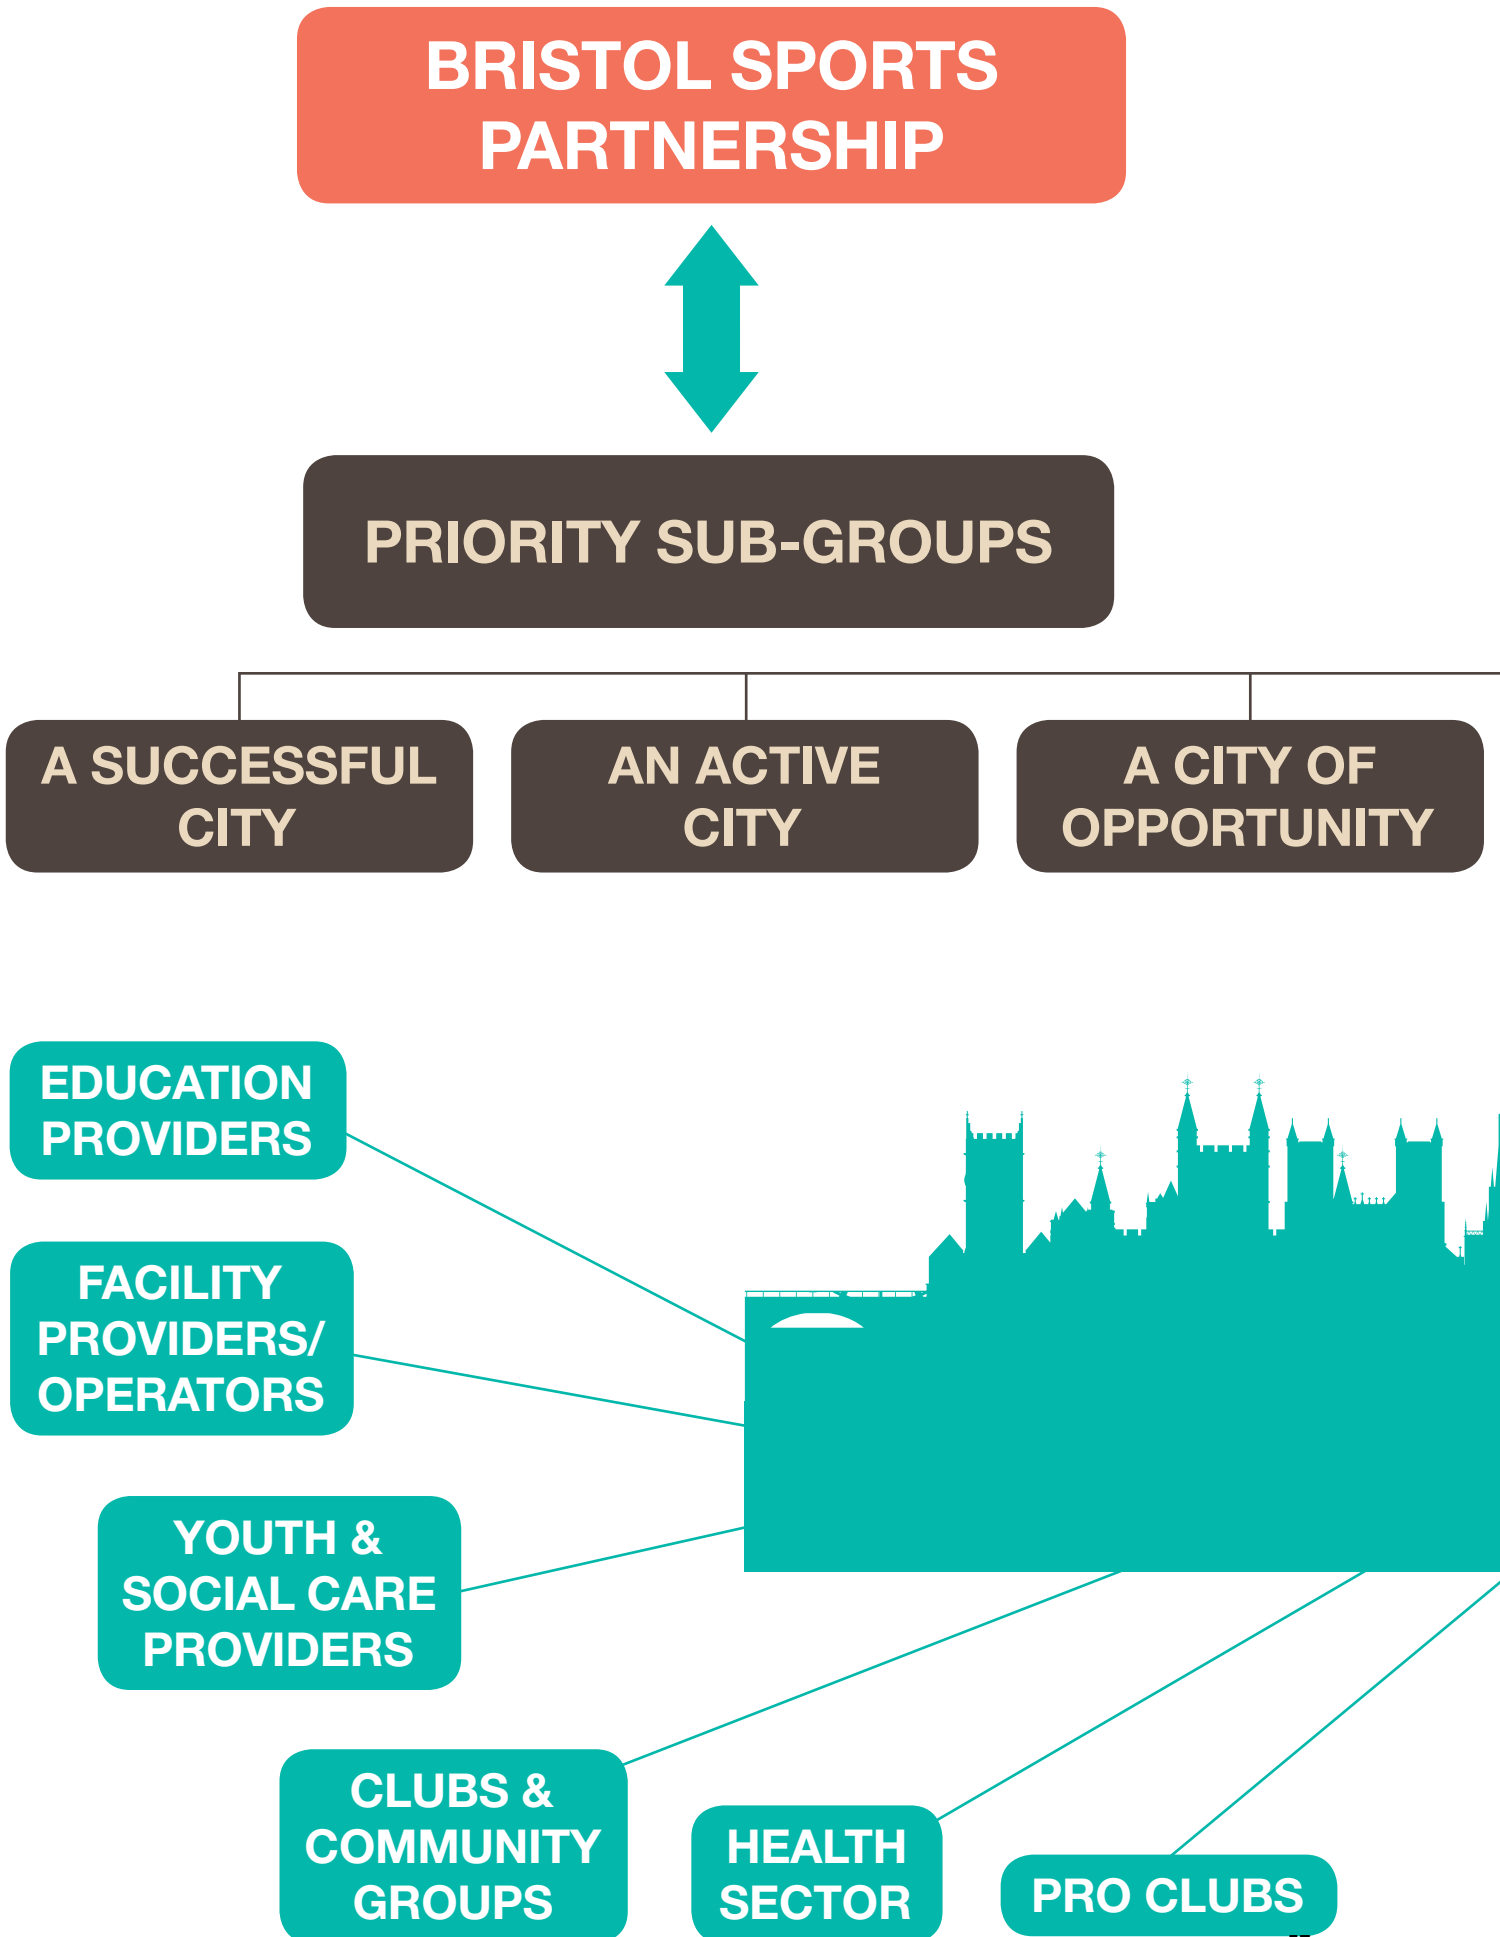 BRISTOL SPORTS
PARTNERSHIP
PRIORITY SUB-GROUPS
A SUCCESSFUL
CITY
AN ACTIVE
CITY
A CITY OF
OPPORTUNITY
EDUCATION
PROVIDERS
FACILITY
PROVIDERS/
OPERATORS
YOUTH &
SOCIAL CARE
PROVIDERS
CLUBS &
COMMUNITY
GROUPS
HEALTH
SECTOR
PRO CLUBS